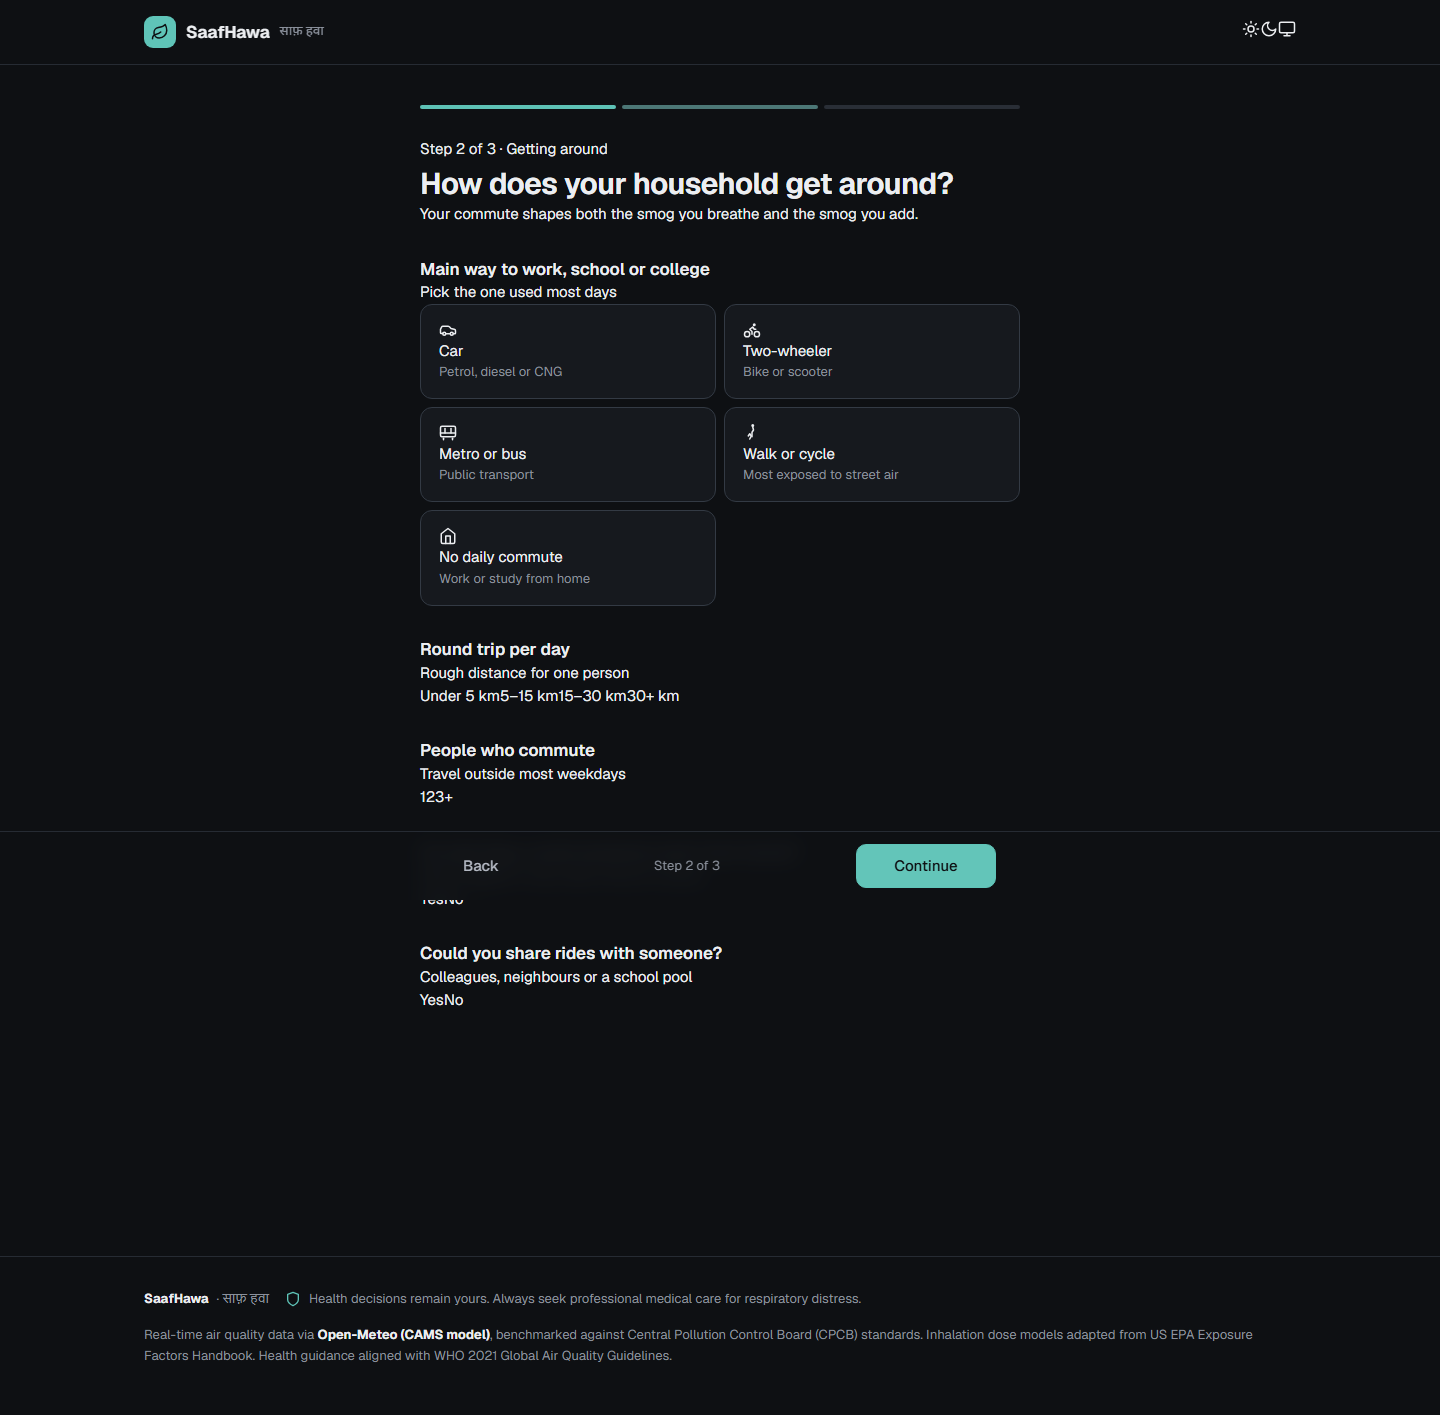 SaafHawa साफ़ हवा
Step 2 of 3 · Getting around
How does your household get around?
Your commute shapes both the smog you breathe and the smog you add.
Main way to work, school or college
Pick the one used most days
Car
Petrol, diesel or CNG
Two-wheeler
Bike or scooter
Metro or bus
Public transport
Walk or cycle
Most exposed to street air
No daily commute
Work or study from home
Round trip per day
Rough distance for one person
Under 5 km5–15 km15–30 km30+ km
People who commute
Travel outside most weekdays
123+
Back Step 2 of 3 Continue
YesNo
Could you share rides with someone?
Colleagues, neighbours or a school pool
YesNo
SaafHawa · साफ़ हवा Health decisions remain yours. Always seek professional medical care for respiratory distress.
Real-time air quality data via Open-Meteo (CAMS model), benchmarked against Central Pollution Control Board (CPCB) standards. Inhalation dose models adapted from US EPA Exposure
Factors Handbook. Health guidance aligned with WHO 2021 Global Air Quality Guidelines.